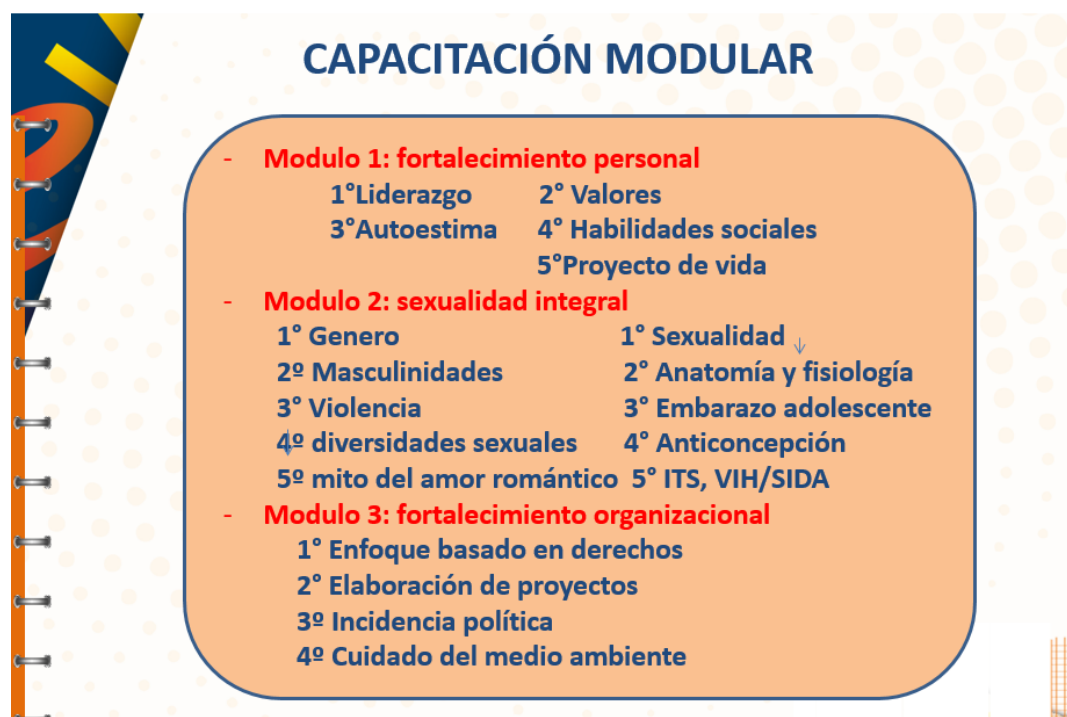 CAPACITACIÓN MODULAR
- Modulo 1: fortalecimiento personal
1°Liderazgo 2° Valores
3°Autoestima 4° Habilidades sociales
5°Proyecto de vida
- Modulo 2: sexualidad integral
1° Genero 1° Sexualidad
2º Masculinidades 2° Anatomía y fisiología
3° Violencia 3° Embarazo adolescente
4º diversidades sexuales 4° Anticoncepción
5º mito del amor romántico 5° ITS, VIH/SIDA
- Modulo 3: fortalecimiento organizacional
1° Enfoque basado en derechos
2° Elaboración de proyectos
3º Incidencia política
4º Cuidado del medio ambiente